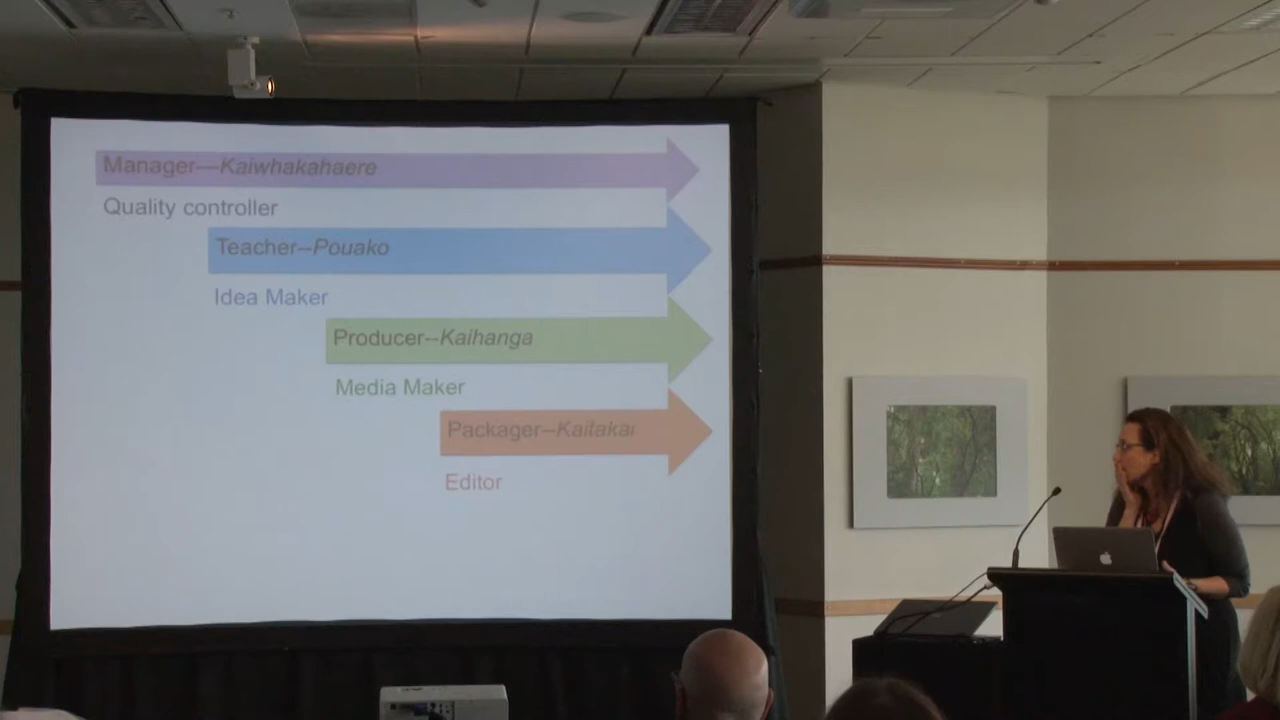 Manager—Kaiwhakahaere
Quality controller
Teacher--Pouako
Idea Maker
Producer--Kaihanga
Media Maker
Packager–Kaitakai
Editor